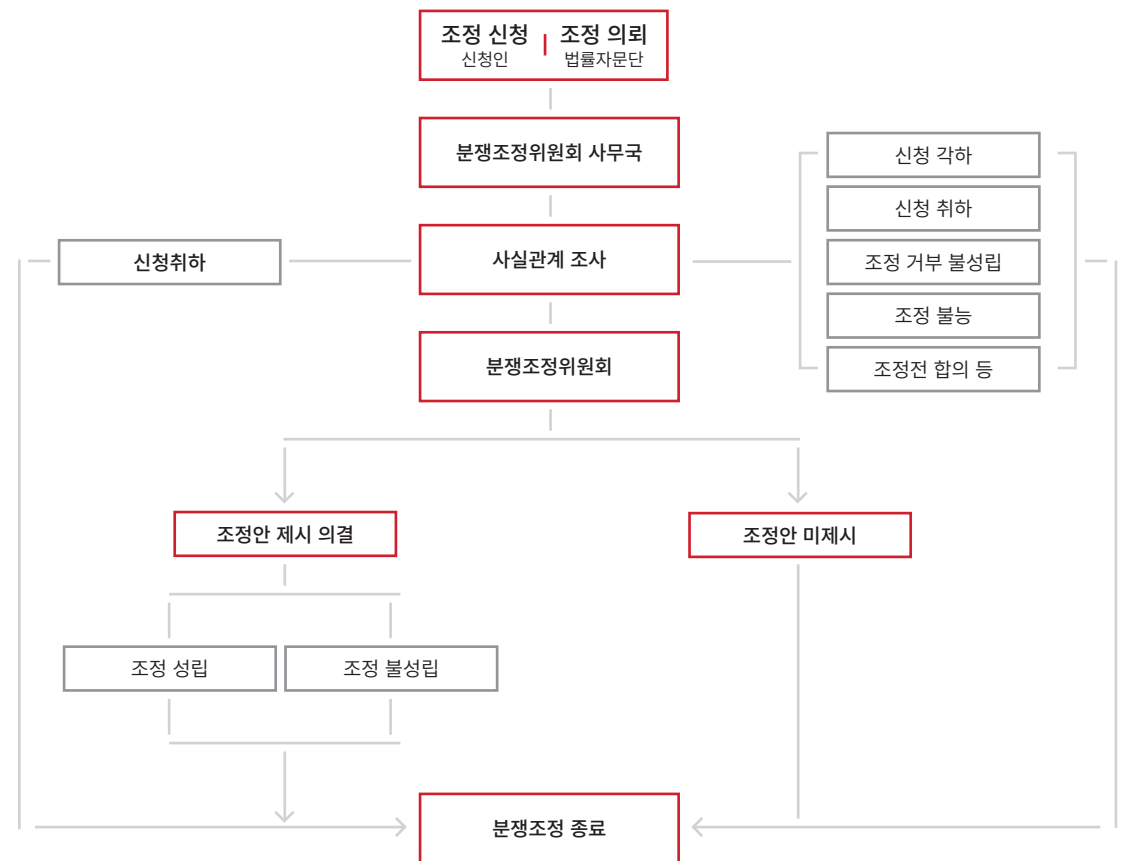 조정 신청 | 조정 의뢰
신청인 법률자문단
분쟁조정위원회 사무국
신청 각하
신청 취하
신청취하
사실관계 조사
조정 거부 불성립
조정 불능
분쟁조정위원회
조정전 합의 등
조정안 제시 의결
조정안 미제시
조정 성립
조정 불성립
분쟁조정 종료